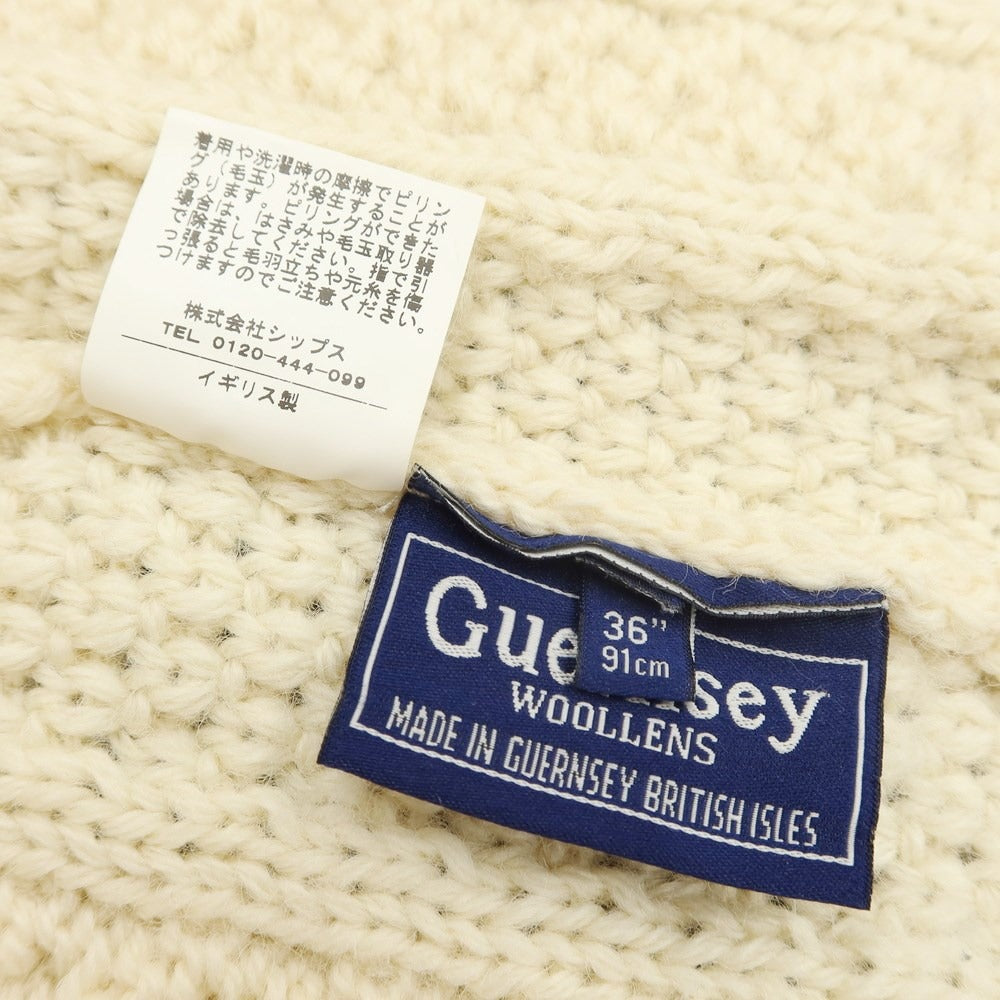 着用や洗濯時の摩擦でピリン
グ(毛玉)が発生することが
あります。ピリングができた
場合は、はさみや毛玉取り器
で除去してください。指で引
っ張ると毛羽立ちや元糸を傷
つけますのでご注意ください。
株式会社シップス
TEL 0120-444-099
イギリス製
36" 91cm
Guernsey
WOOLLENS
MADE IN GUERNSEY BRITISH ISLES